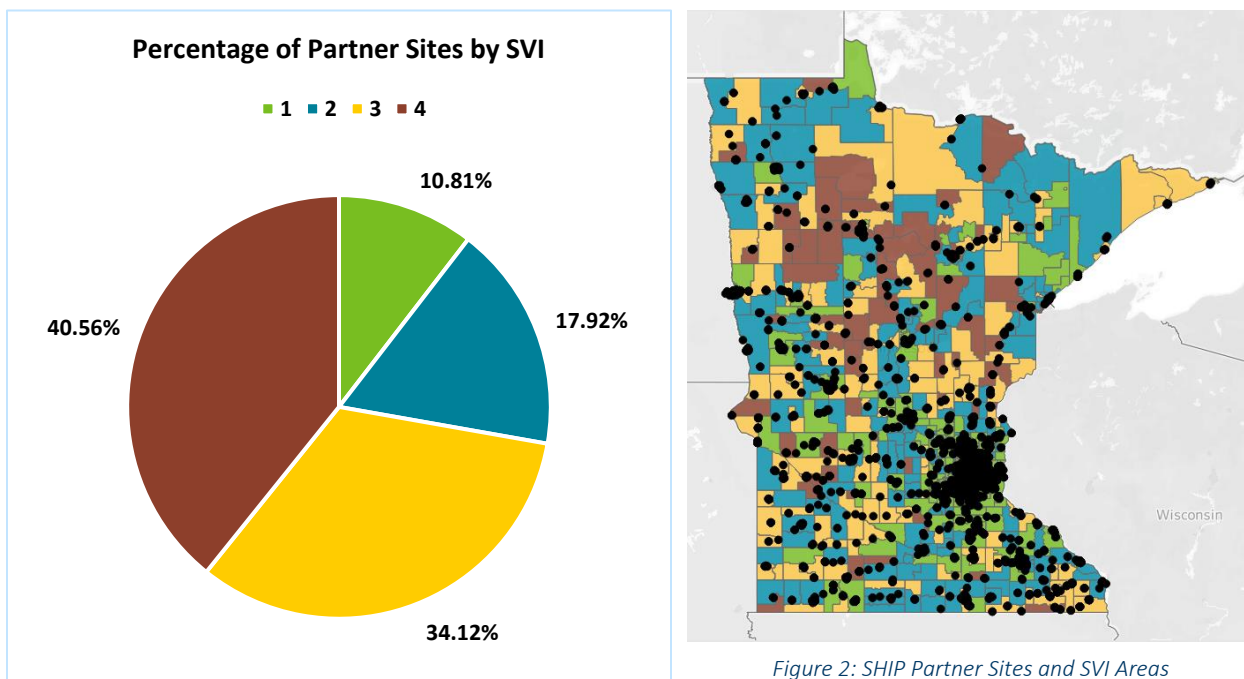 Percentage of Partner Sites by SVI
1 2 3 4
10.81%
17.92%
34.12%
40.56%
Wisconsin
Figure 2: SHIP Partner Sites and SVI Areas